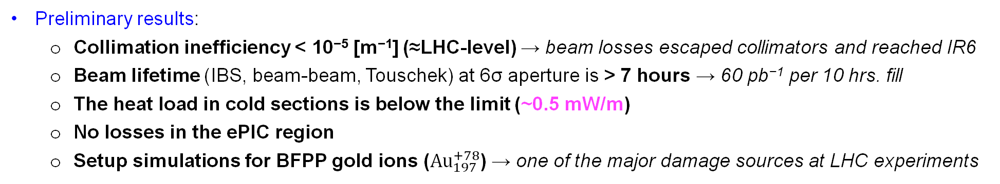 • Preliminary results:
o Collimation inefficiency < 10⁻⁵ [m⁻¹] (≈LHC-level) → beam losses escaped collimators and reached IR6
o Beam lifetime (IBS, beam-beam, Touschek) at 6σ aperture is > 7 hours → 60 pb⁻¹ per 10 hrs. fill
o The heat load in cold sections is below the limit (~0.5 mW/m)
o No losses in the ePIC region
o Setup simulations for BFPP gold ions (Au₁₉₇⁺⁷⁸) → one of the major damage sources at LHC experiments